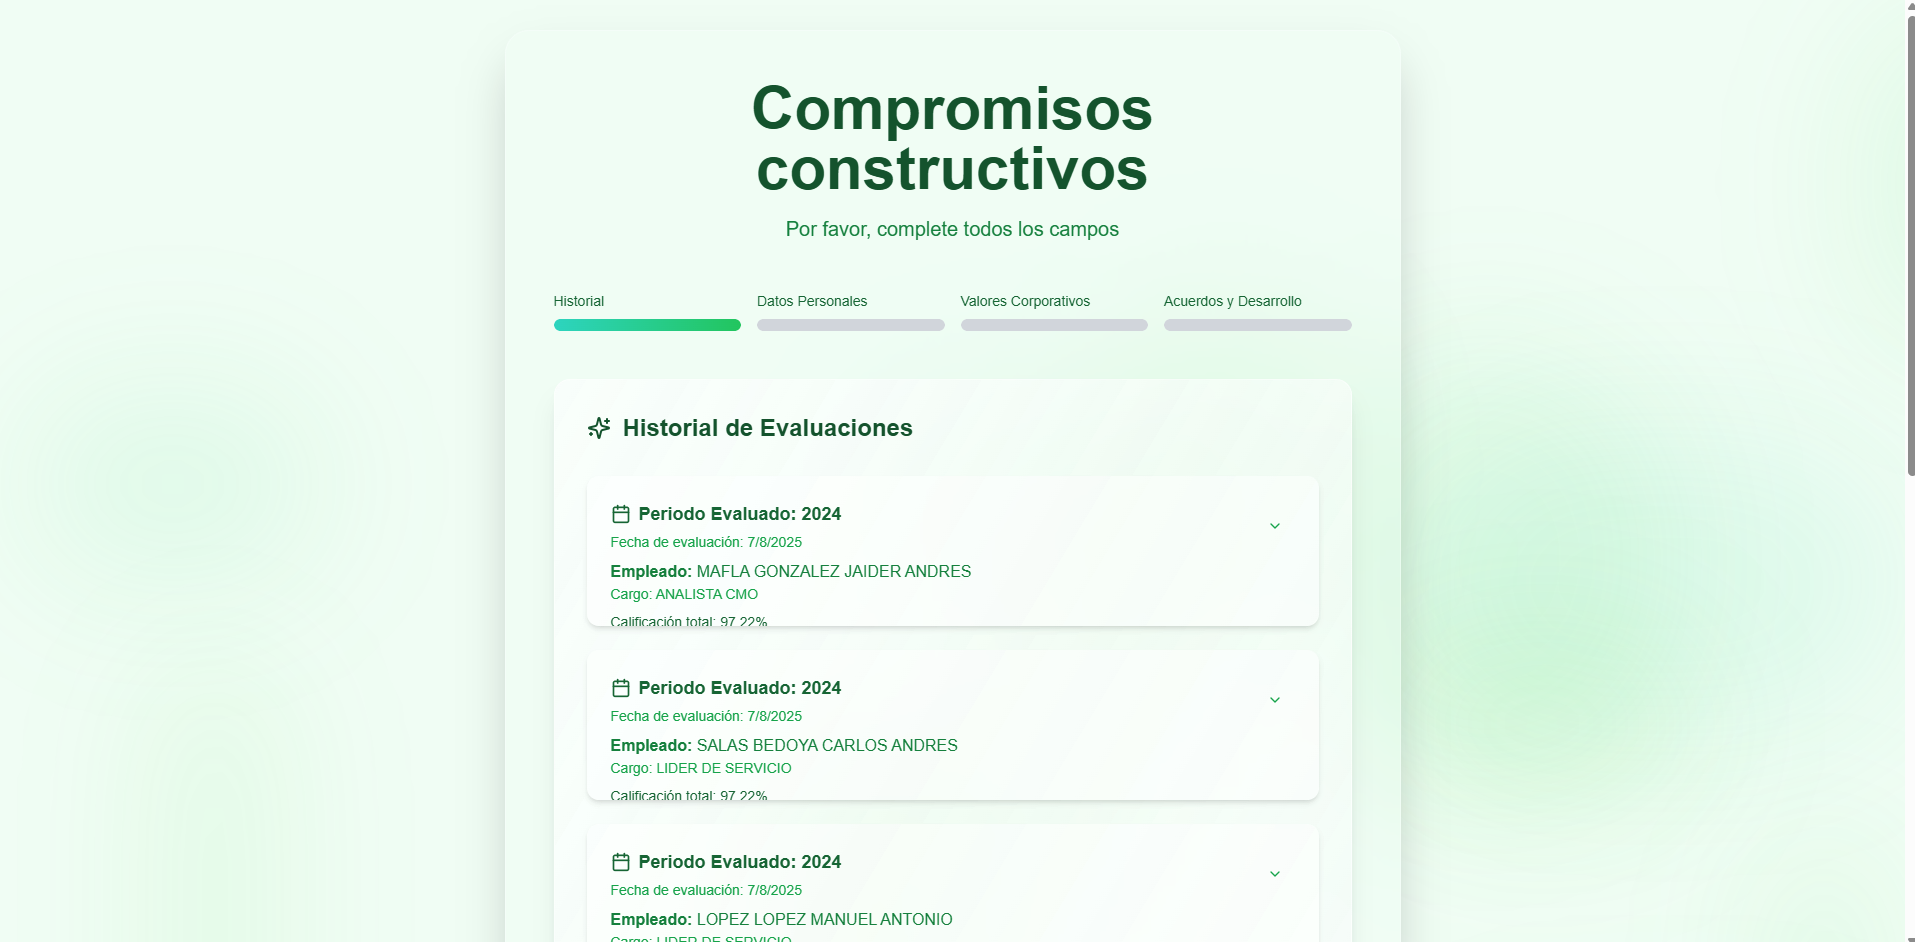 Compromisos
constructivos
Por favor, complete todos los campos
Historial
Datos Personales
Valores Corporativos
Acuerdos y Desarrollo
Historial de Evaluaciones
Periodo Evaluado: 2024
Fecha de evaluación: 7/8/2025
Empleado: MAFLA GONZALEZ JAIDER ANDRES
Cargo: ANALISTA CMO
Calificación total: 97.22%
Periodo Evaluado: 2024
Fecha de evaluación: 7/8/2025
Empleado: SALAS BEDOYA CARLOS ANDRES
Cargo: LIDER DE SERVICIO
Calificación total: 97.22%
Periodo Evaluado: 2024
Fecha de evaluación: 7/8/2025
Empleado: LOPEZ LOPEZ MANUEL ANTONIO
Cargo: LIDER DE SERVICIO